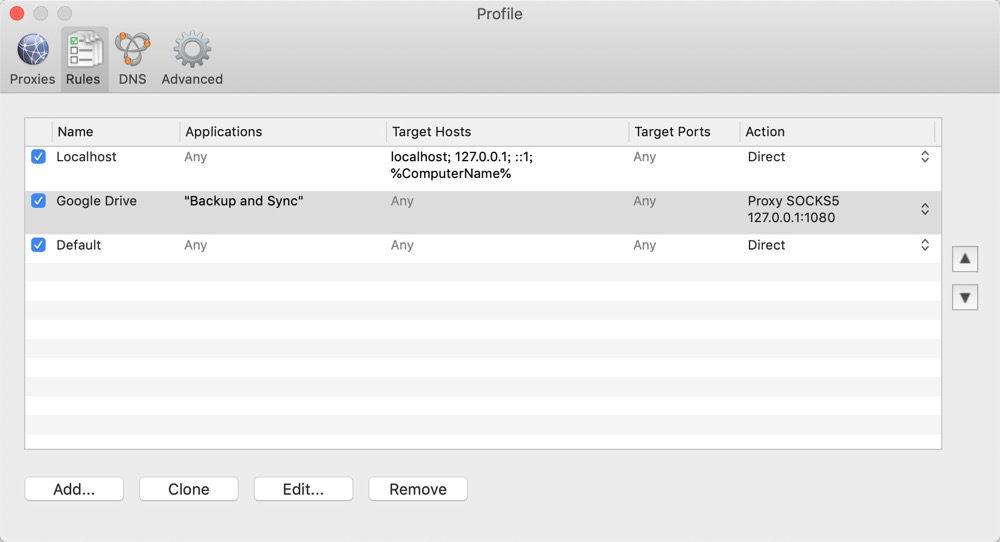 Profile
Proxies Rules DNS Advanced
Name Applications Target Hosts Target Ports Action
Localhost Any localhost; 127.0.0.1; ::1; Any Direct
%ComputerName%
Google Drive "Backup and Sync" Any Any Proxy SOCKS5
127.0.0.1:1080
Default Any Any Any Direct
Add... Clone Edit... Remove